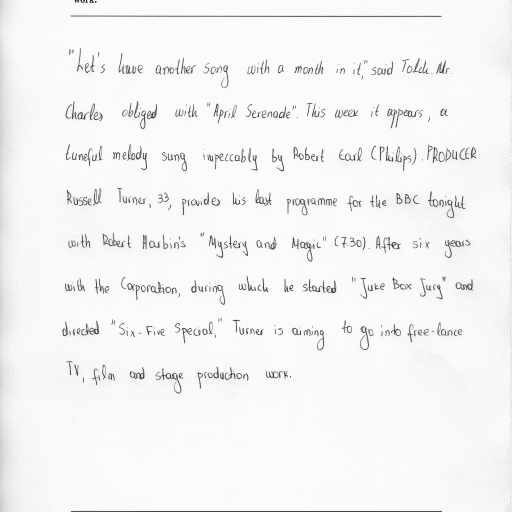 work.
"Let's have another song with a month in it," said Tolch. Mr.
Charles obliged with "April Serenade". This week it appears, a
tuneful melody sung impeccably by Robert Earl (Philips). PRODUCER
Russell Turner, 33, provides his last programme for the BBC tonight
with Robert Harbin's "Mystery and Magic" (7.30). After six years
with the Corporation, during which he started "Juke Box Jury" and
directed "Six-Five Special," Turner is aiming to go into free-lance
TV, film and stage production work.